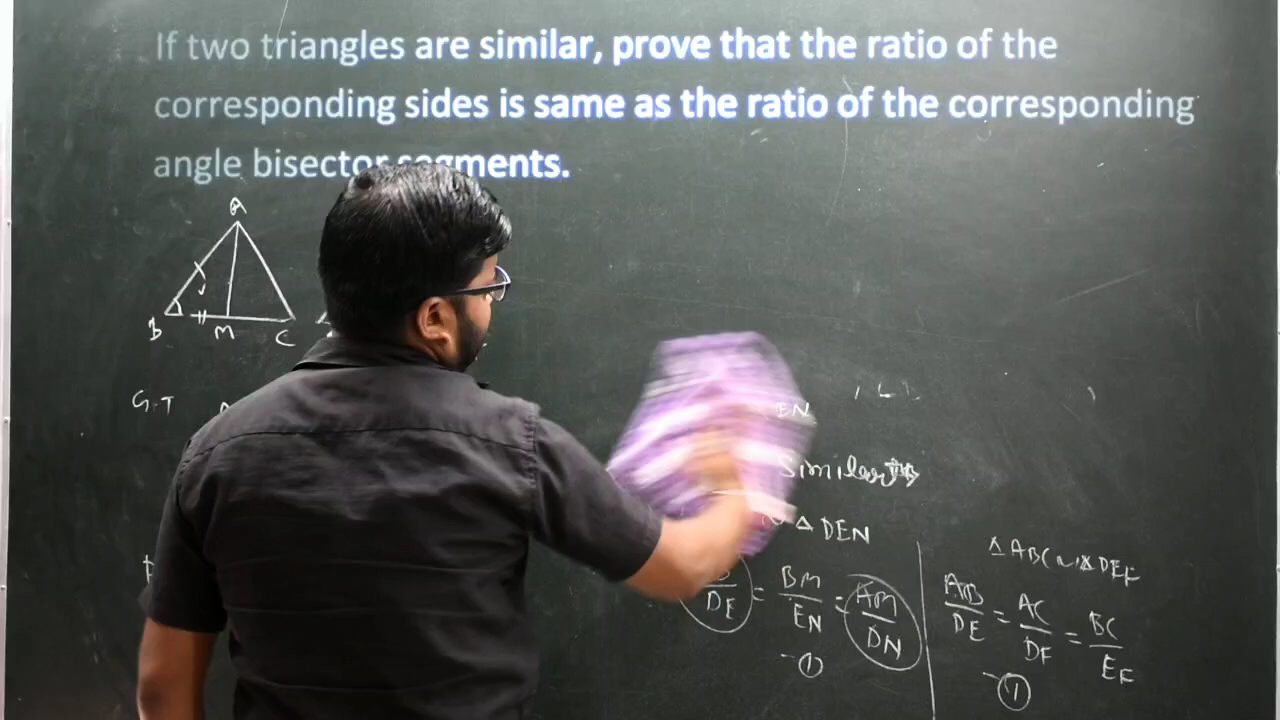 If two triangles are similar, prove that the ratio of the
corresponding sides is same as the ratio of the corresponding
angle bisector segments.
A
B M C
G.T
EN
Similar
Δ DEN
DE = BM/EN = AM/DN
-①
Δ ABC ~ Δ DEF
AB/DE = AC/DF = BC/EF
-①